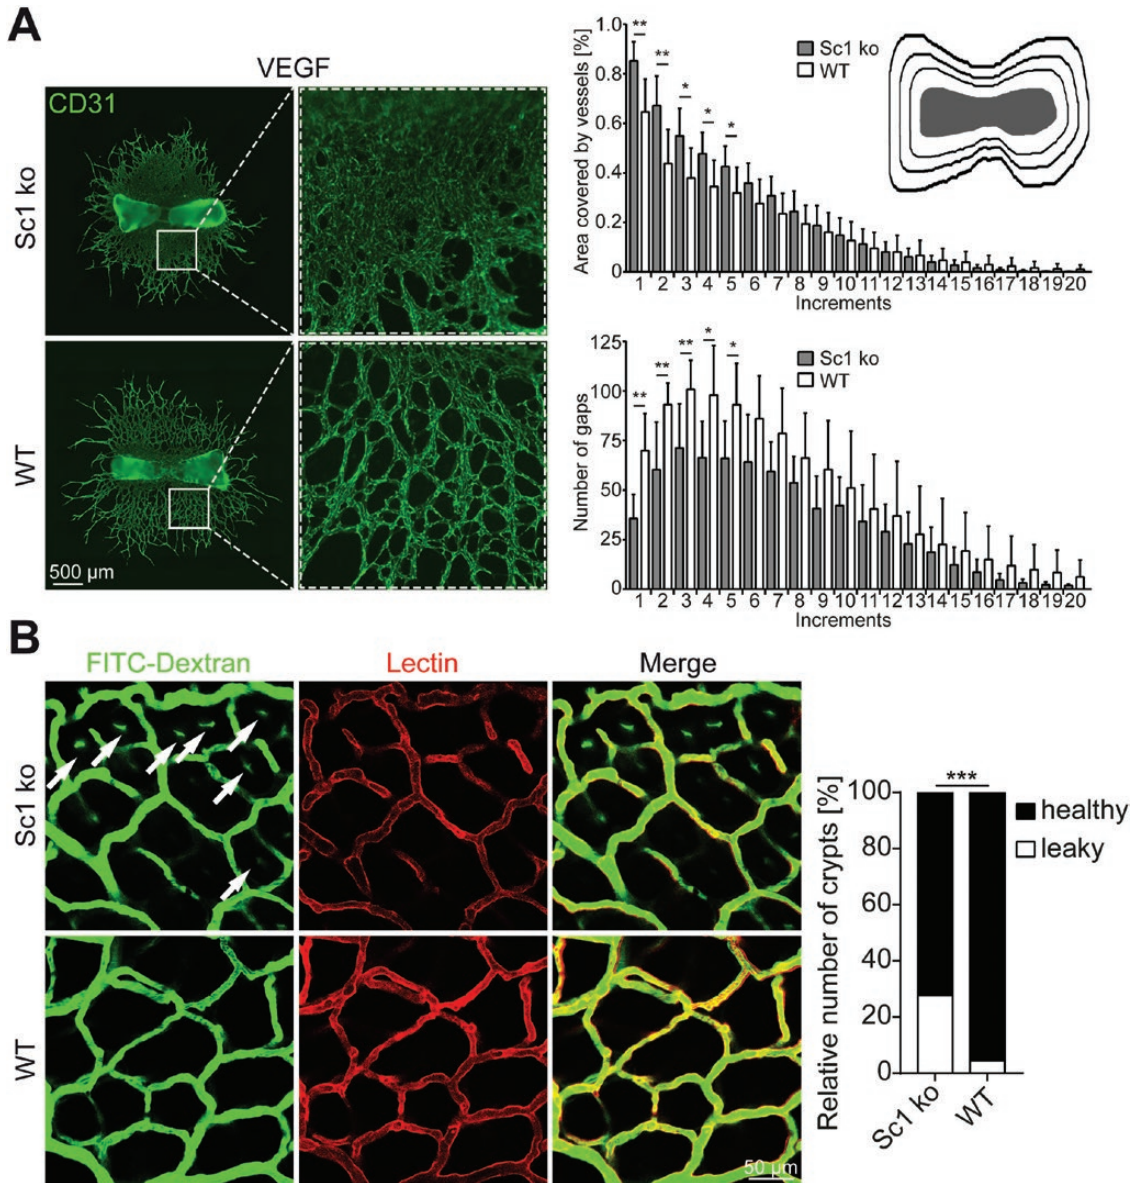 A
VEGF
CD31
Sc1 ko
WT
500 µm
Area covered by vessels [%]
1.0
0.8
0.6
0.4
0.2
0
** ** * * *
Sc1 ko
WT
1 2 3 4 5 6 7 8 9 10 11 12 13 14 15 16 17 18 19 20
Increments
Number of gaps
125
100
75
50
25
0
** ** ** * *
Sc1 ko
WT
1 2 3 4 5 6 7 8 9 10 11 12 13 14 15 16 17 18 19 20
Increments
B
FITC-Dextran Lectin Merge
Sc1 ko
WT
50 µm
Relative number of crypts [%]
100
80
60
40
20
0
***
healthy
leaky
Sc1 ko WT